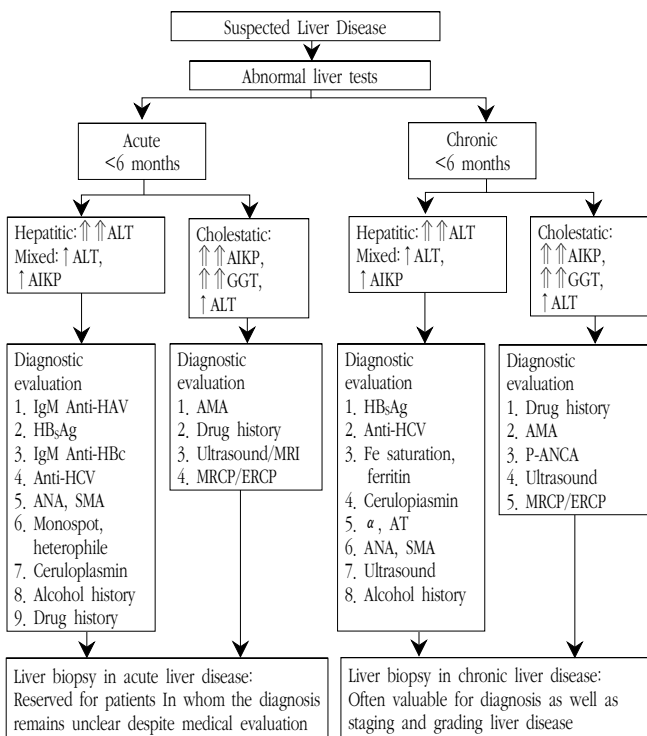 Suspected Liver Disease
Abnormal liver tests
Acute
<6 months
Chronic
<6 months
Hepatitic:⇑⇑ALT
Mixed:↑ALT,
↑AIKP
Cholestatic:
⇑⇑AIKP,
⇑⇑GGT,
↑ALT
Hepatitic:⇑⇑ALT
Mixed:↑ALT,
↑AIKP
Cholestatic:
⇑⇑AIKP,
⇑⇑GGT,
↑ALT
Diagnostic
evaluation
1. IgM Anti-HAV
2. HBsAg
3. IgM Anti-HBc
4. Anti-HCV
5. ANA, SMA
6. Monospot,
heterophile
7. Ceruloplasmin
8. Alcohol history
9. Drug history
Diagnostic
evaluation
1. AMA
2. Drug history
3. Ultrasound/MRI
4. MRCP/ERCP
Diagnostic
evaluation
1. HBsAg
2. Anti-HCV
3. Fe saturation,
ferritin
4. Cerulopiasmin
5. α, AT
6. ANA, SMA
7. Ultrasound
8. Alcohol history
Diagnostic
evaluation
1. Drug history
2. AMA
3. P-ANCA
4. Ultrasound
5. MRCP/ERCP
Liver biopsy in acute liver disease:
Reserved for patients In whom the diagnosis
remains unclear despite medical evaluation
Liver biopsy in chronic liver disease:
Often valuable for diagnosis as well as
staging and grading liver disease